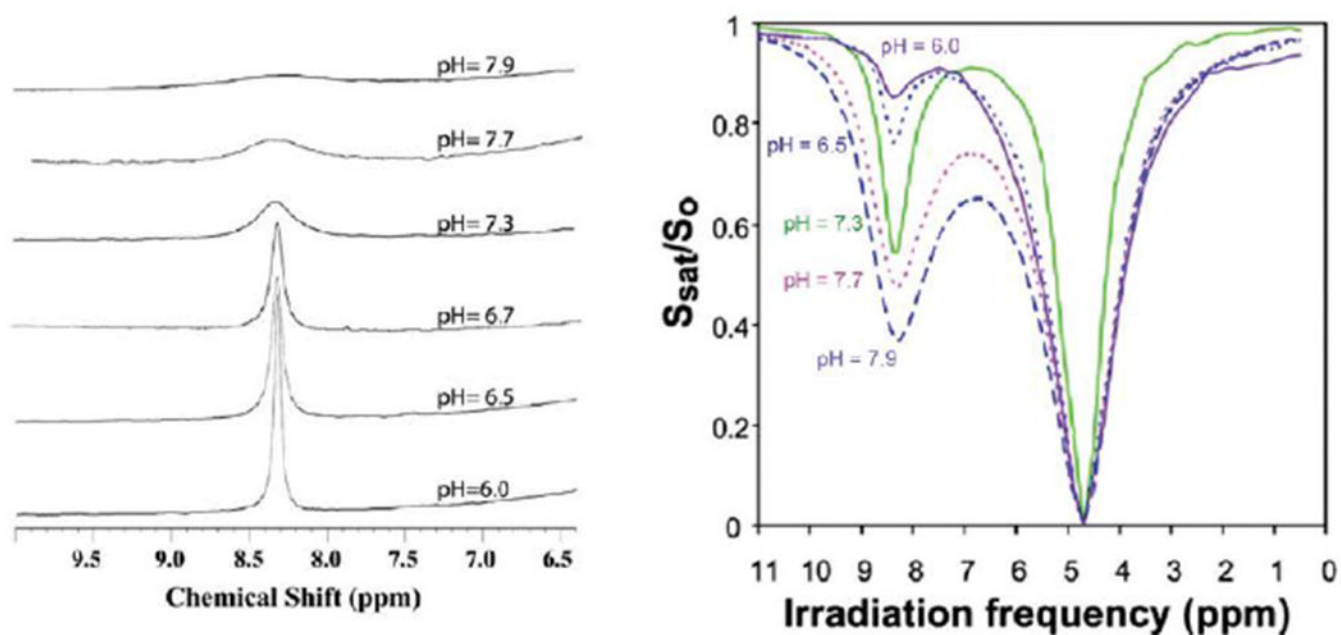 pH= 7.9
pH= 7.7
pH= 7.3
pH= 6.7
pH= 6.5
pH=6.0
9.5 9.0 8.5 8.0 7.5 7.0 6.5
Chemical Shift (ppm)
Ssat/So
1
0.8
0.6
0.4
0.2
0
pH = 6.0
pH = 6.5
pH = 7.3
pH = 7.7
pH = 7.9
11 10 9 8 7 6 5 4 3 2 1 0
Irradiation frequency (ppm)